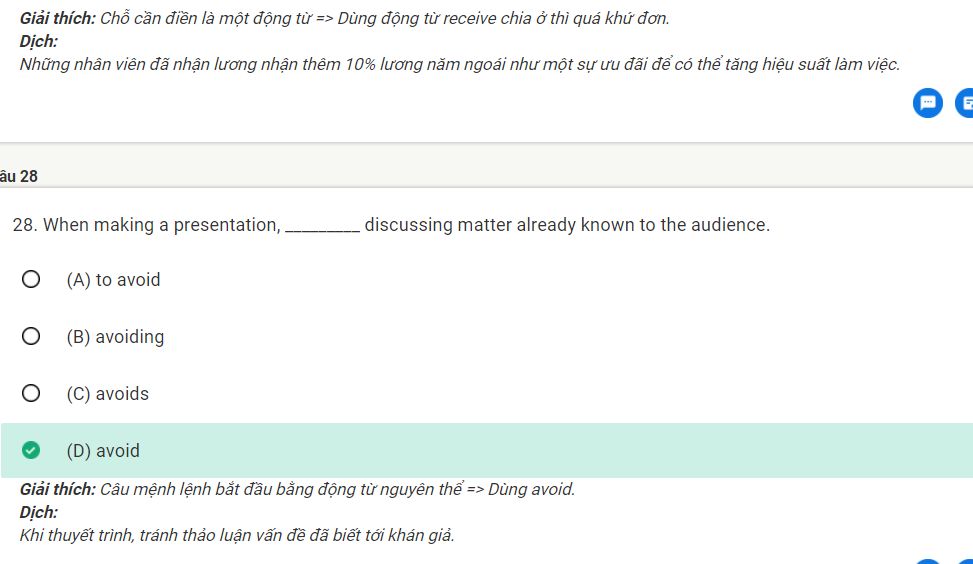 Giải thích: Chỗ cần điền là một động từ => Dùng động từ receive chia ở thì quá khứ đơn.
Dịch:
Những nhân viên đã nhận lương nhận thêm 10% lương năm ngoái như một sự ưu đãi để có thể tăng hiệu suất làm việc.
âu 28
28. When making a presentation, _________ discussing matter already known to the audience.
(A) to avoid
(B) avoiding
(C) avoids
(D) avoid
Giải thích: Câu mệnh lệnh bắt đầu bằng động từ nguyên thể => Dùng avoid.
Dịch:
Khi thuyết trình, tránh thảo luận vấn đề đã biết tới khán giả.